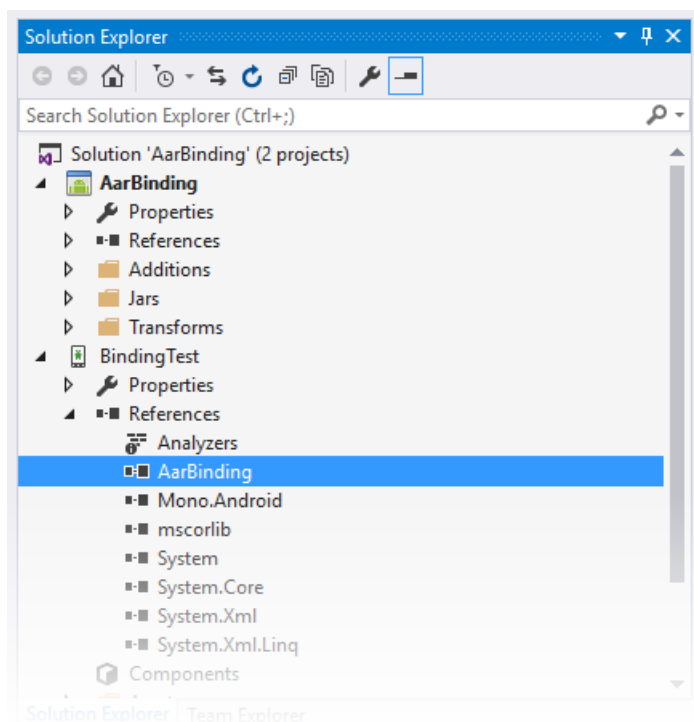 Solution Explorer
Search Solution Explorer (Ctrl+;)
Solution 'AarBinding' (2 projects)
AarBinding
Properties
References
Additions
Jars
Transforms
BindingTest
Properties
References
Analyzers
AarBinding
Mono.Android
mscorlib
System
System.Core
System.Xml
System.Xml.Linq
Components
Solution Explorer Team Explorer